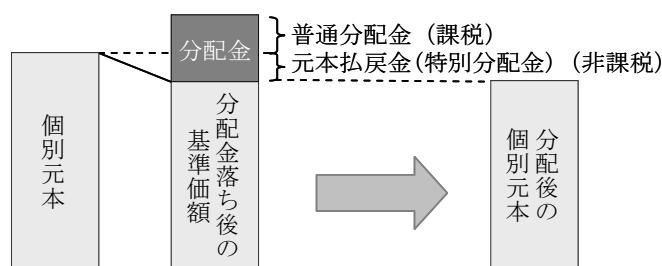 分配金
普通分配金（課税）
元本払戻金(特別分配金)（非課税）
個別元本
分配金落ち後の
基準価額
分配後の
個別元本